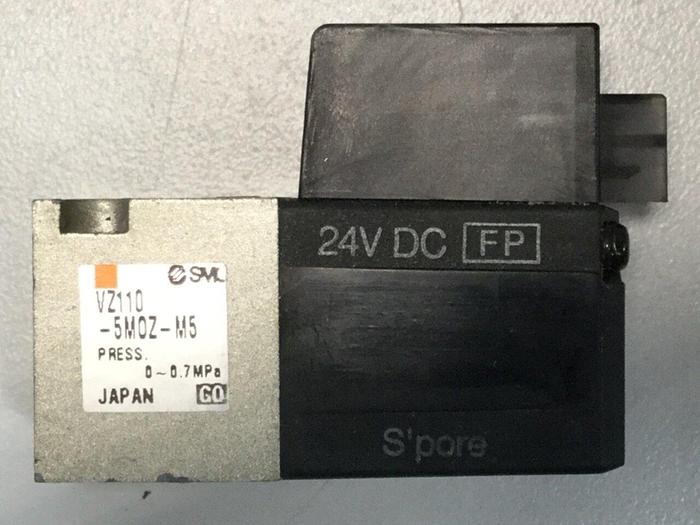 24V DC FP
SMC
VZ110
-5MOZ-M5
PRESS.
0~0.7MPa
JAPAN GO
S'pore